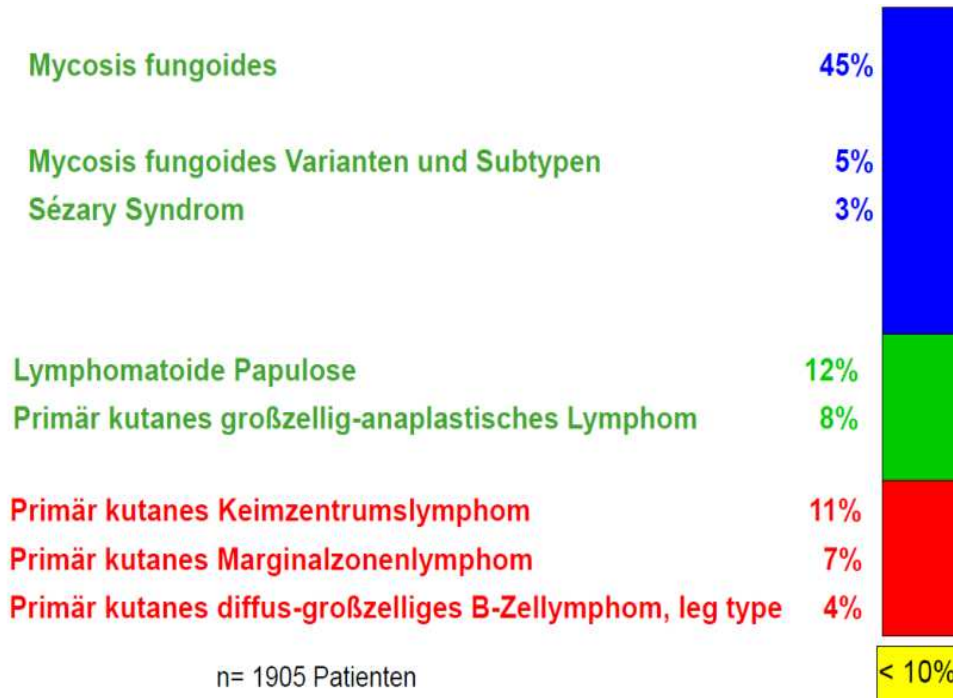 Mycosis fungoides 45%
Mycosis fungoides Varianten und Subtypen 5%
Sézary Syndrom 3%
Lymphomatoide Papulose 12%
Primär kutanes großzellig-anaplastisches Lymphom 8%
Primär kutanes Keimzentrumslymphom 11%
Primär kutanes Marginalzonenlymphom 7%
Primär kutanes diffus-großzelliges B-Zellymphom, leg type 4%
n= 1905 Patienten < 10%